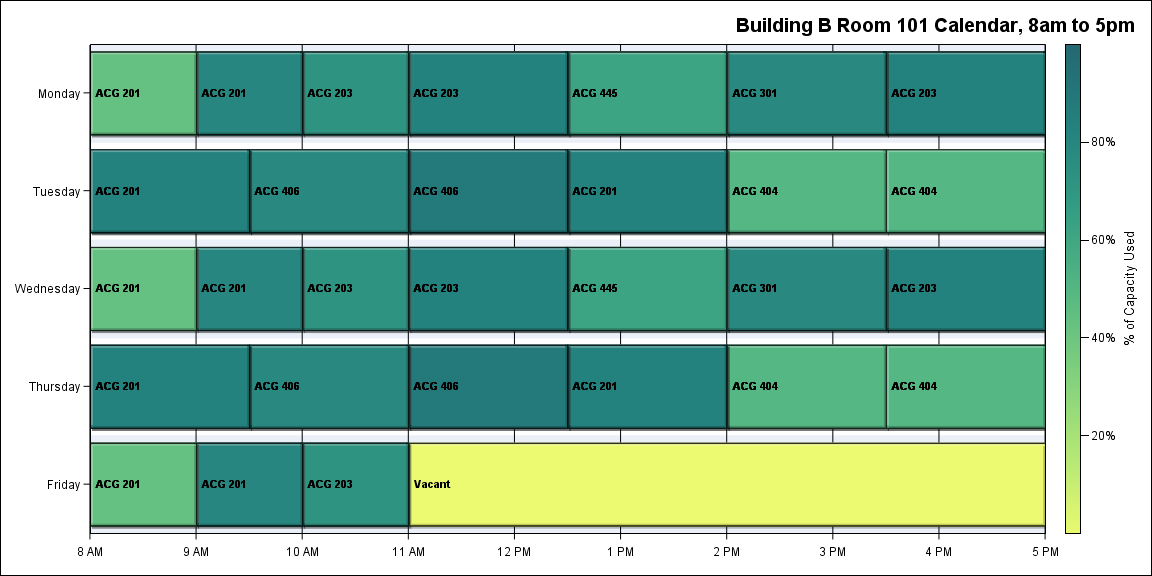 Building B Room 101 Calendar, 8am to 5pm
Monday
ACG 201 ACG 201 ACG 203 ACG 203 ACG 445 ACG 301 ACG 203
Tuesday
ACG 201 ACG 406 ACG 406 ACG 201 ACG 404 ACG 404
Wednesday
ACG 201 ACG 201 ACG 203 ACG 203 ACG 445 ACG 301 ACG 203
Thursday
ACG 201 ACG 406 ACG 406 ACG 201 ACG 404 ACG 404
Friday
ACG 201 ACG 201 ACG 203 Vacant
8 AM 9 AM 10 AM 11 AM 12 PM 1 PM 2 PM 3 PM 4 PM 5 PM
80%
60%
40%
20%
% of Capacity Used